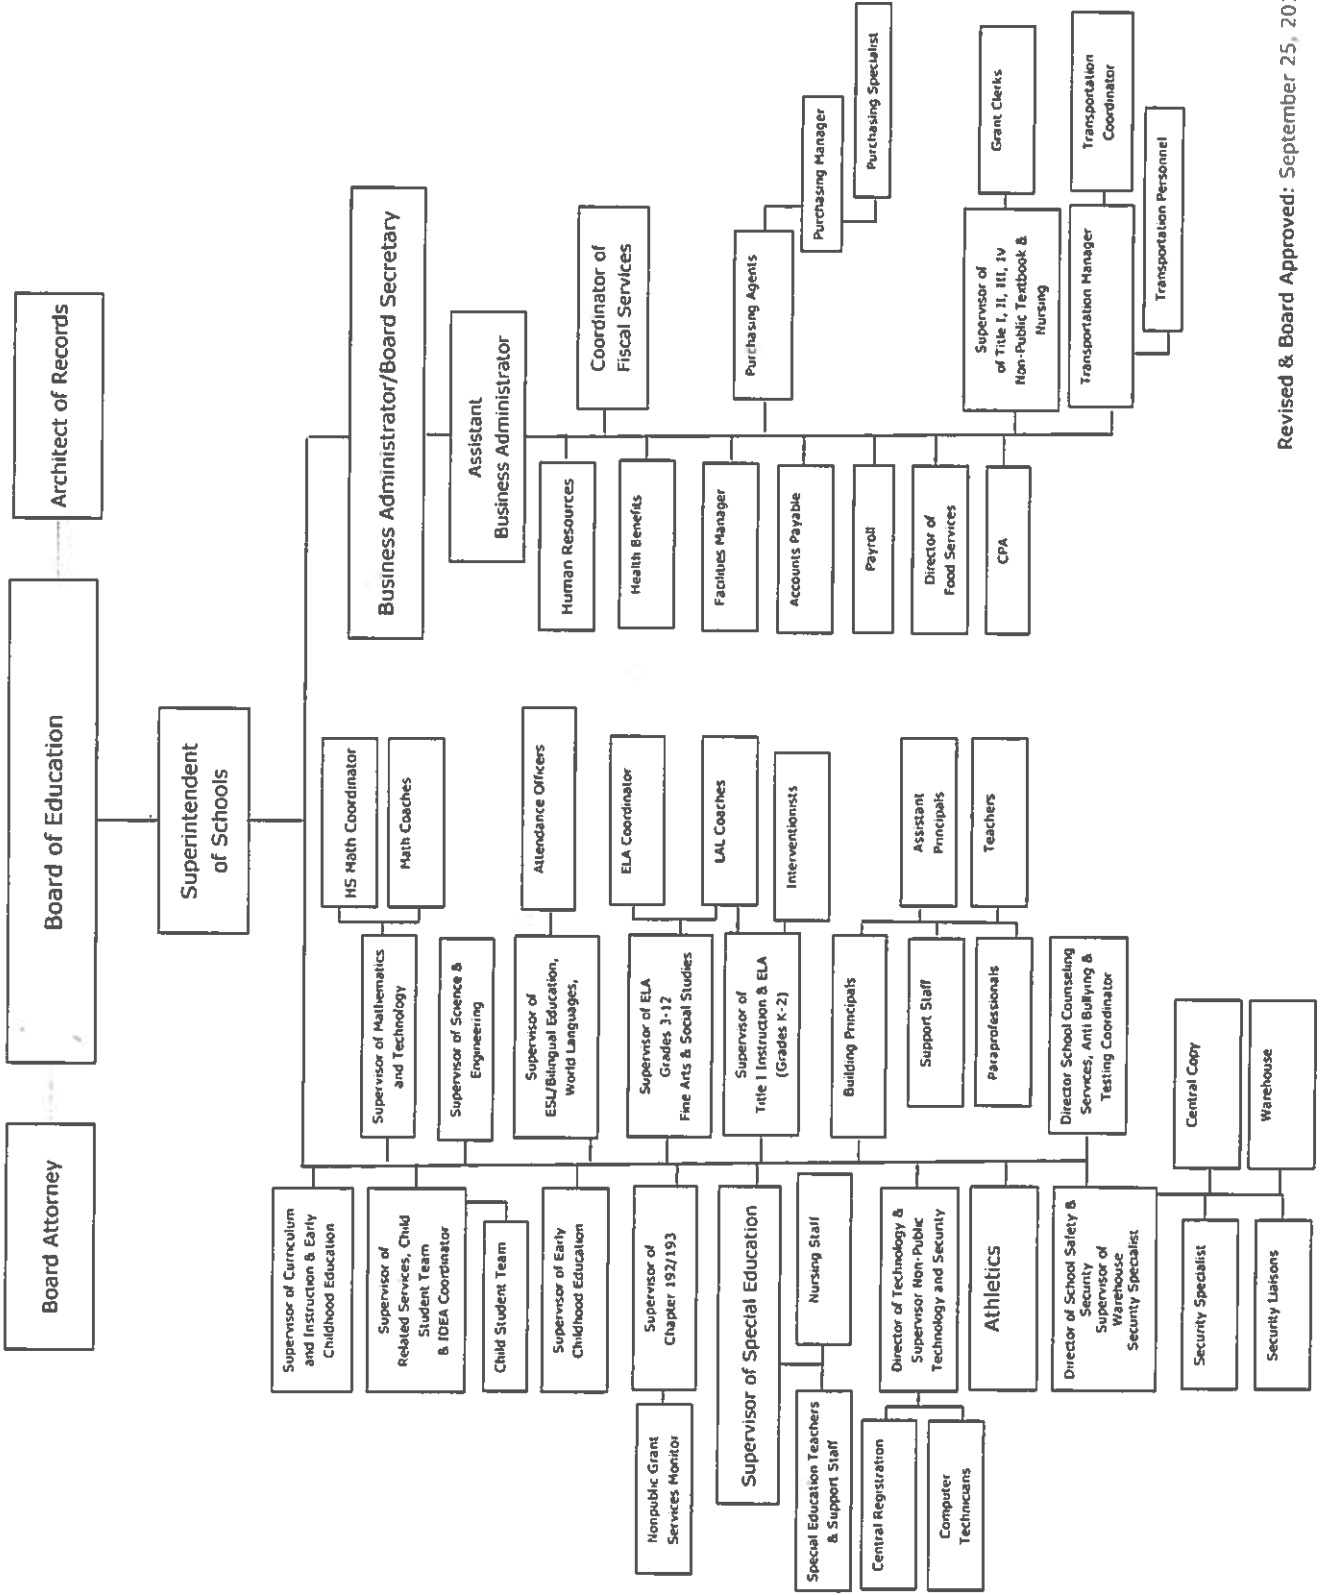 Board Attorney
Board of Education
Architect of Records
Superintendent
of Schools
Supervisor of Curriculum
and Instruction & Early
Childhood Education
Supervisor of
Related Services, Child
Student Team
& IDEA Coordinator
Child Student Team
Supervisor of Early
Childhood Education
Supervisor of
Chapter 192/193
Nonpublic Grant
Services Monitor
Supervisor of Special Education
Nursing Staff
Special Education Teachers
& Support Staff
Director of Technology &
Supervisor Non-Public
Technology and Security
Central Registration
Computer
Technicians
Athletics
Director of School Safety &
Security
Supervisor of
Warehouse
Security Specialist
Security Specialist
Security Liaisons
Central Copy
Warehouse
Supervisor of Mathematics
and Technology
HS Math Coordinator
Math Coaches
Supervisor of Science &
Engineering
Supervisor of
ESL/Bilingual Education,
World Languages,
Attendance Officers
Supervisor of ELA
Grades 3-12
Fine Arts & Social Studies
ELA Coordinator
LAL Coaches
Supervisor of
Title I Instruction & ELA
(Grades K-2)
Interventionists
Building Principals
Assistant
Principals
Support Staff
Teachers
Paraprofessionals
Director School Counseling
Services, Anti Bullying &
Testing Coordinator
Business Administrator/Board Secretary
Assistant
Business Administrator
Human Resources
Coordinator of
Fiscal Services
Health Benefits
Facilities Manager
Purchasing Agents
Purchasing Manager
Purchasing Specialist
Accounts Payable
Payroll
Director of
Food Services
CPA
Supervisor
of Title I, II, III, IV
Non-Public Textbook &
Nursing
Grant Clerks
Transportation Manager
Transportation
Coordinator
Transportation Personnel
Revised & Board Approved: September 25,